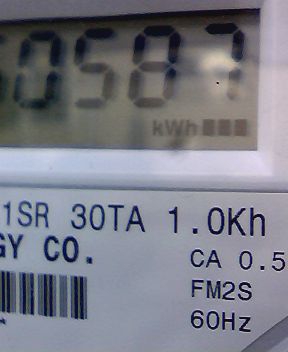 0587
kWh
1SR 30TA 1.0Kh
GY CO.
CA 0.5
FM2S
60Hz